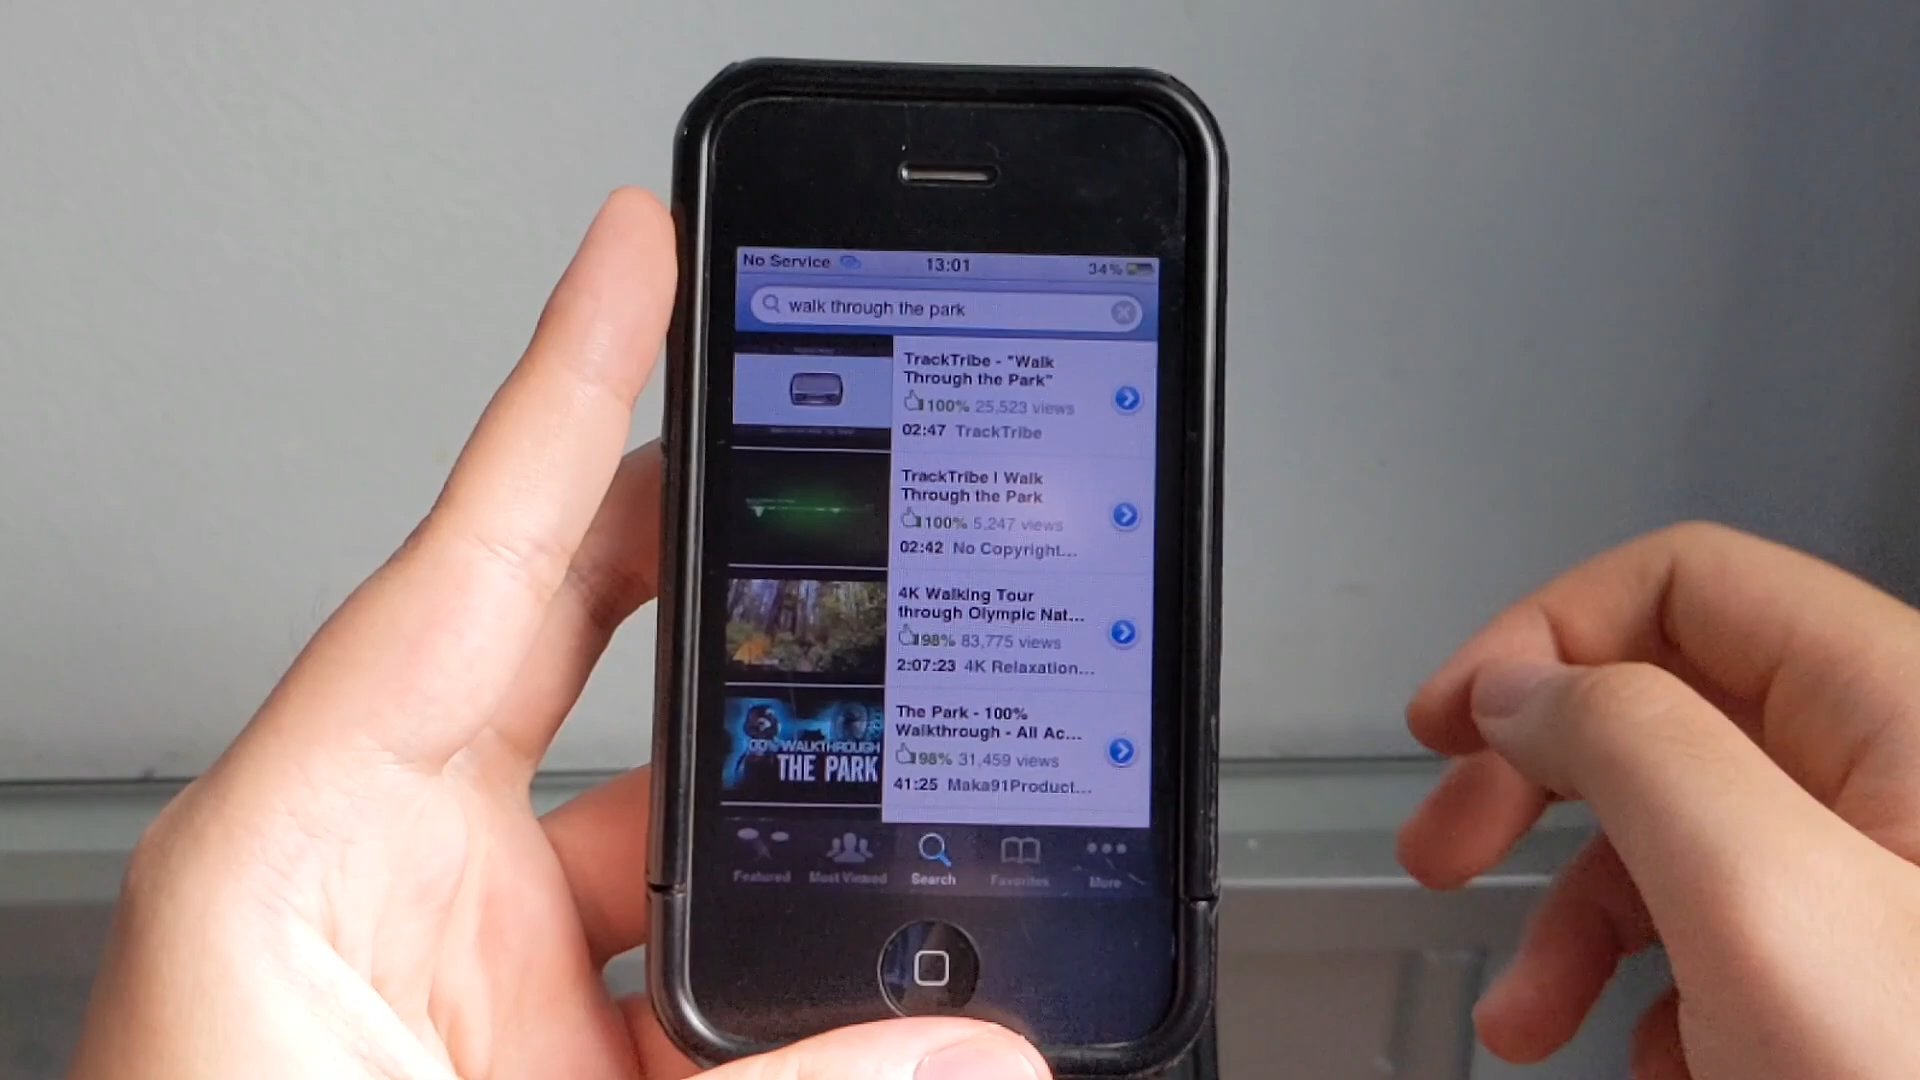 No Service 13:01 34%
walk through the park
TrackTribe - "Walk
Through the Park"
100% 25,523 views
02:47 TrackTribe
TrackTribe | Walk
Through the Park
100% 5,247 views
02:42 No Copyright...
4K Walking Tour
through Olympic Nat...
98% 83,775 views
2:07:23 4K Relaxation...
100% WALKTHROUGH
THE PARK
The Park - 100%
Walkthrough - All Ac...
98% 31,459 views
41:25 Maka91Product...
Featured Most Viewed Search Favorites More